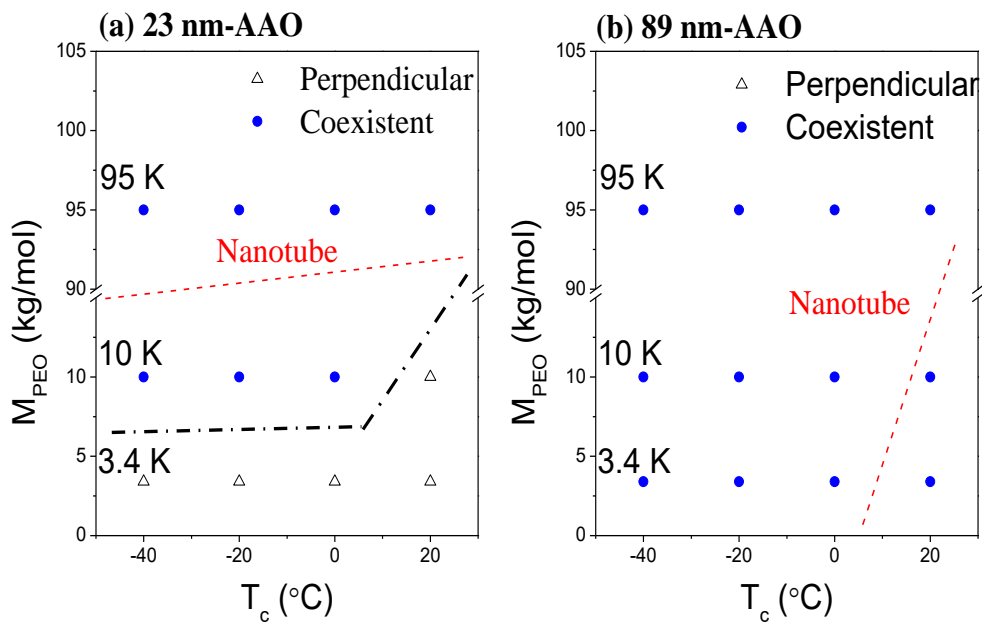 (a) 23 nm-AAO
105
100
95
90
10
5
0
M_PEO (kg/mol)
Perpendicular
Coexistent
95 K
Nanotube
10 K
3.4 K
-40 -20 0 20
T_c (°C)
(b) 89 nm-AAO
105
100
95
90
10
5
0
M_PEO (kg/mol)
Perpendicular
Coexistent
95 K
Nanotube
10 K
3.4 K
-40 -20 0 20
T_c (°C)